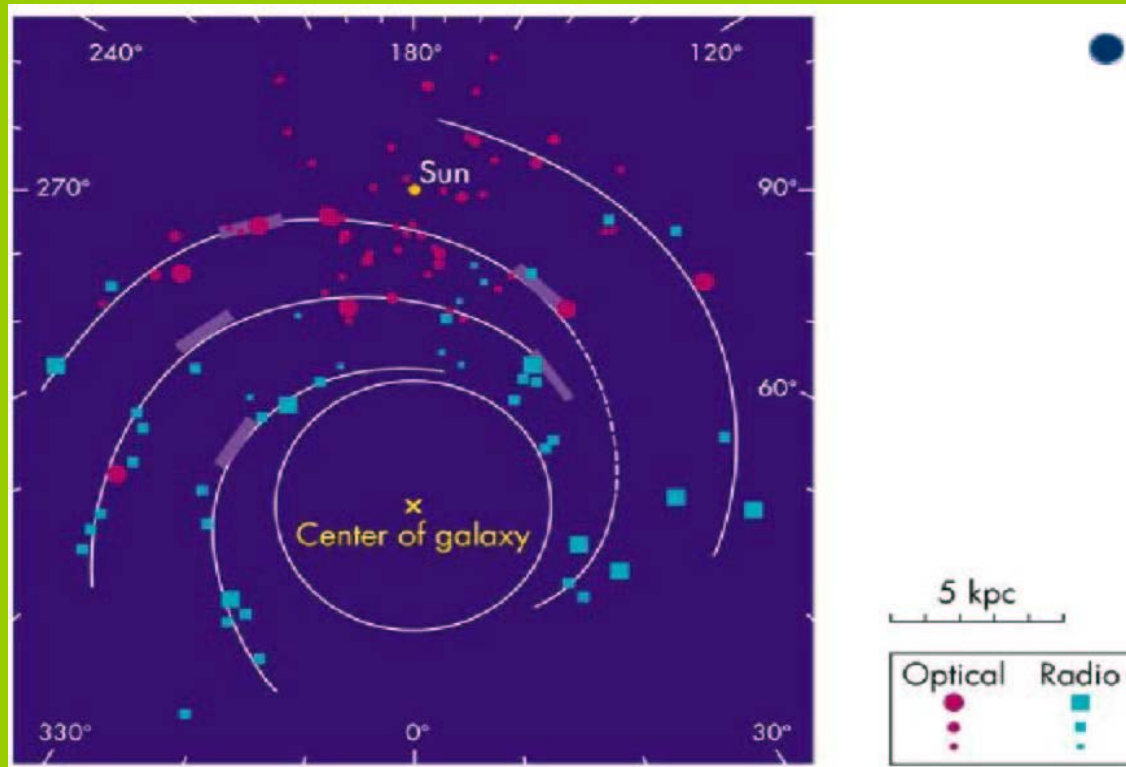 240° 180° 120°
Sun
270° 90°
60°
×
Center of galaxy
330° 0° 30°
5 kpc
Optical Radio